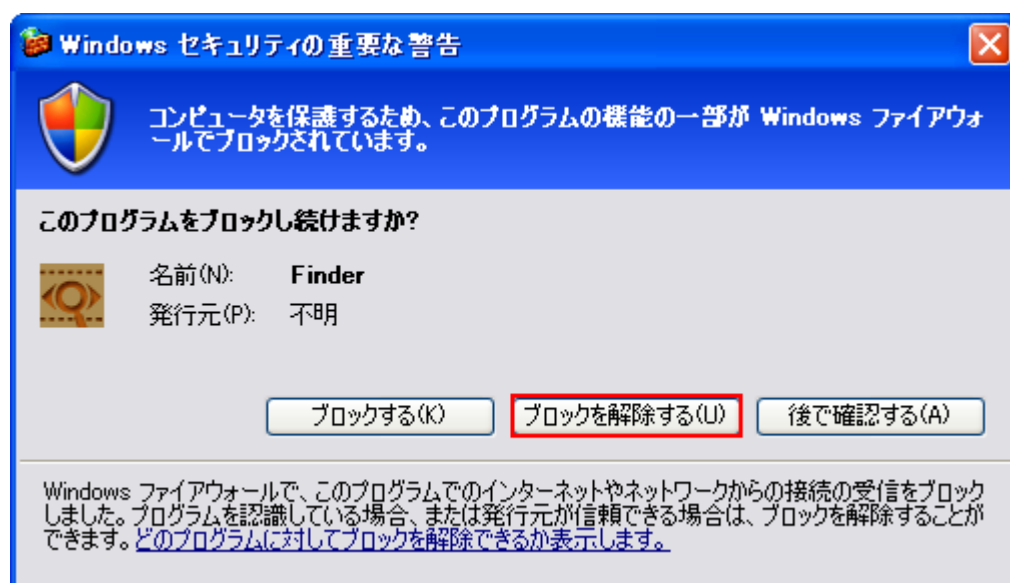 Windows セキュリティの重要な警告
コンピュータを保護するため、このプログラムの機能の一部が Windows ファイアウォ
ールでブロックされています。
このプログラムをブロックし続けますか?
名前(N): Finder
発行元(P): 不明
ブロックする(K) ブロックを解除する(U) 後で確認する(A)
Windows ファイアウォールで、このプログラムでのインターネットやネットワークからの接続の受信をブロック
しました。プログラムを認識している場合、または発行元が信頼できる場合は、ブロックを解除することが
できます。どのプログラムに対してブロックを解除できるか表示します。